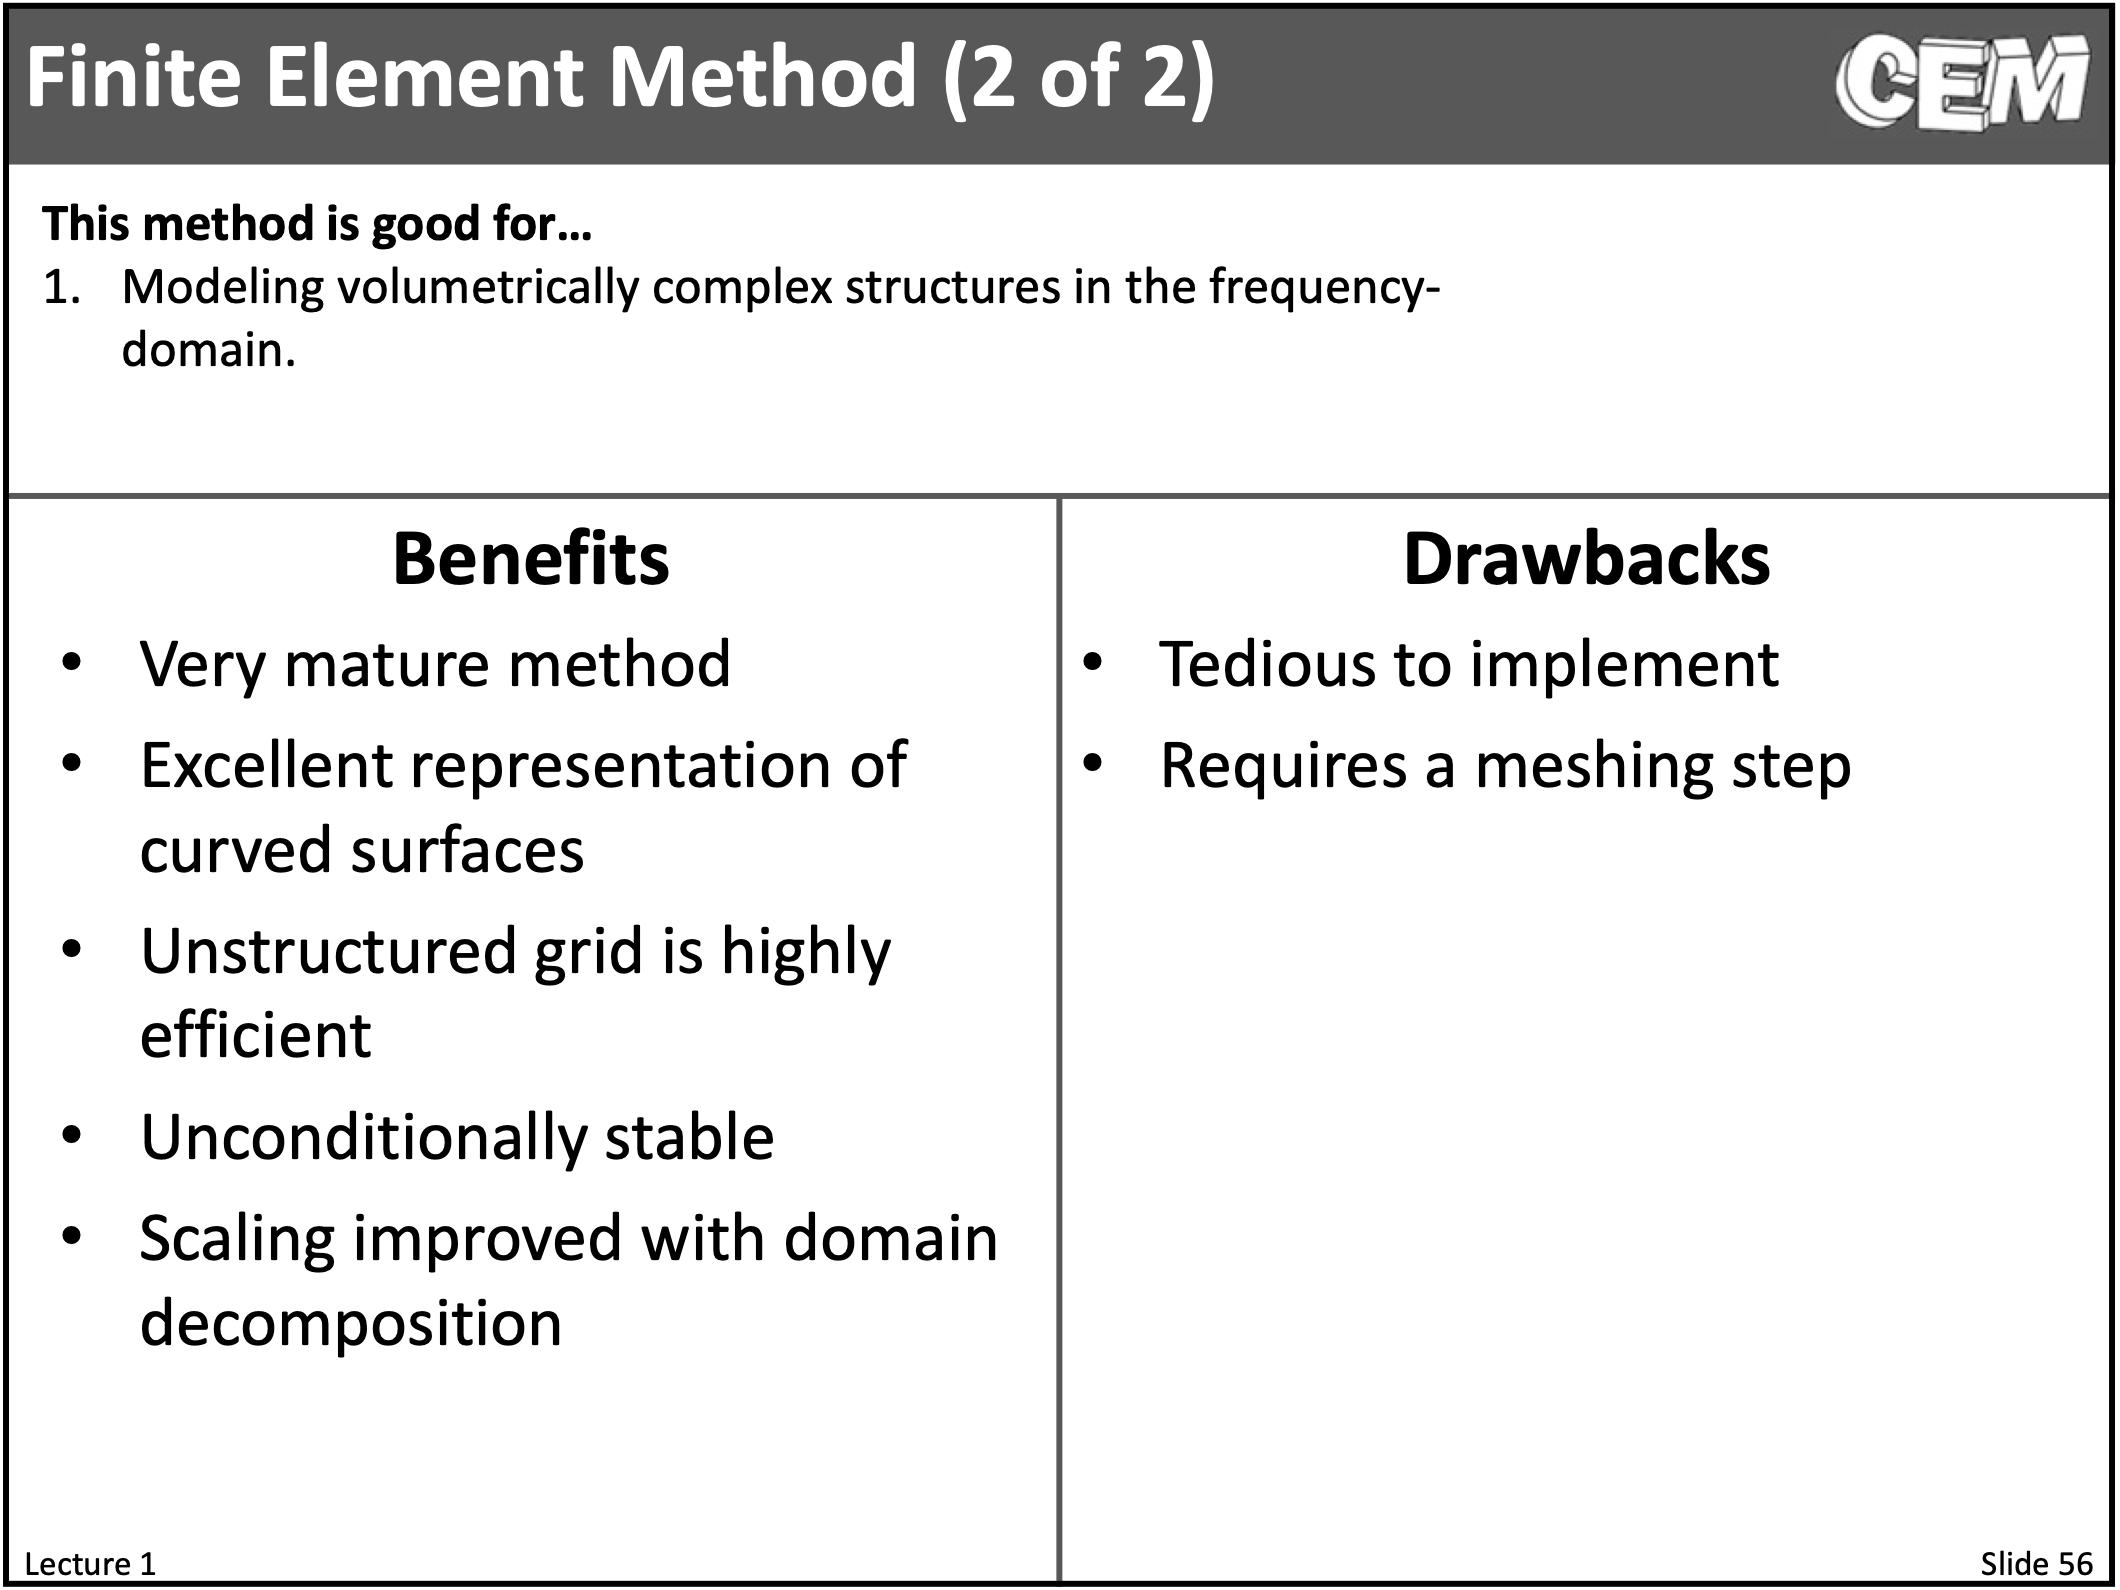 Finite Element Method (2 of 2)
CEM
This method is good for…
1. Modeling volumetrically complex structures in the frequency-
domain.
Benefits
• Very mature method
• Excellent representation of
curved surfaces
• Unstructured grid is highly
efficient
• Unconditionally stable
• Scaling improved with domain
decomposition
Drawbacks
• Tedious to implement
• Requires a meshing step
Lecture 1
Slide 56